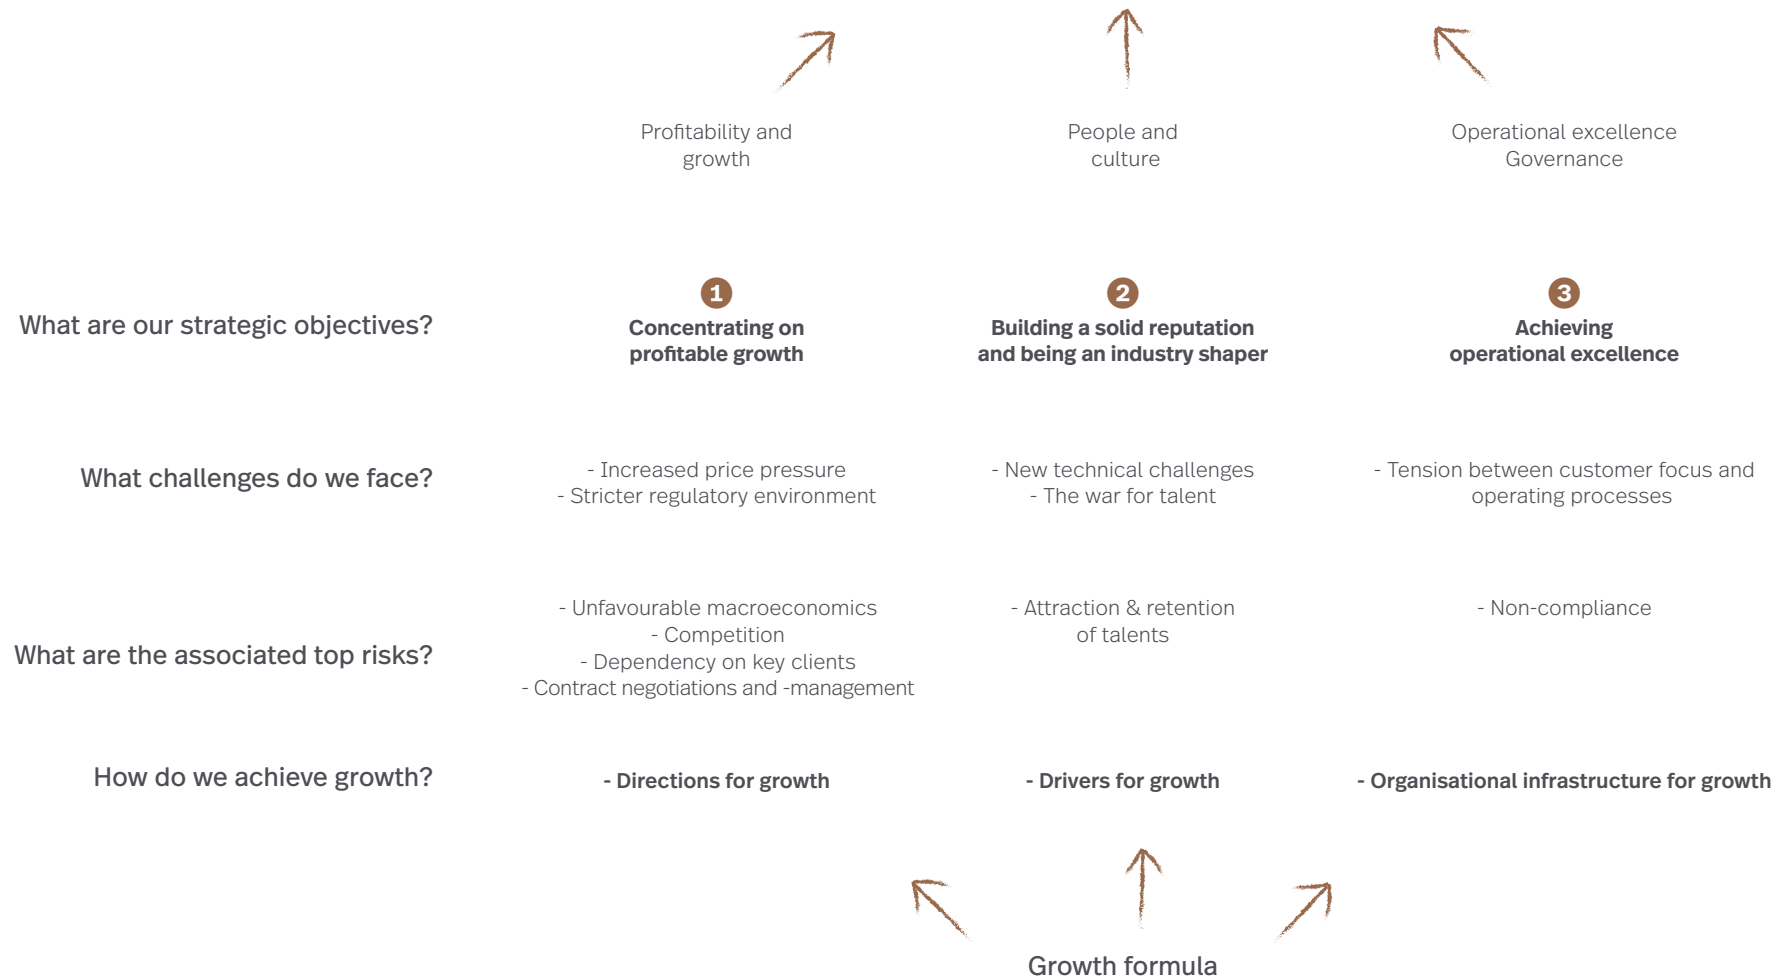 Profitability and
growth
People and
culture
Operational excellence
Governance
What are our strategic objectives?
1
Concentrating on
profitable growth
2
Building a solid reputation
and being an industry shaper
3
Achieving
operational excellence
What challenges do we face?
- Increased price pressure
- Stricter regulatory environment
- New technical challenges
- The war for talent
- Tension between customer focus and
operating processes
What are the associated top risks?
- Unfavourable macroeconomics
- Competition
- Dependency on key clients
- Contract negotiations and -management
- Attraction & retention
of talents
- Non-compliance
How do we achieve growth?
- Directions for growth
- Drivers for growth
- Organisational infrastructure for growth
Growth formula